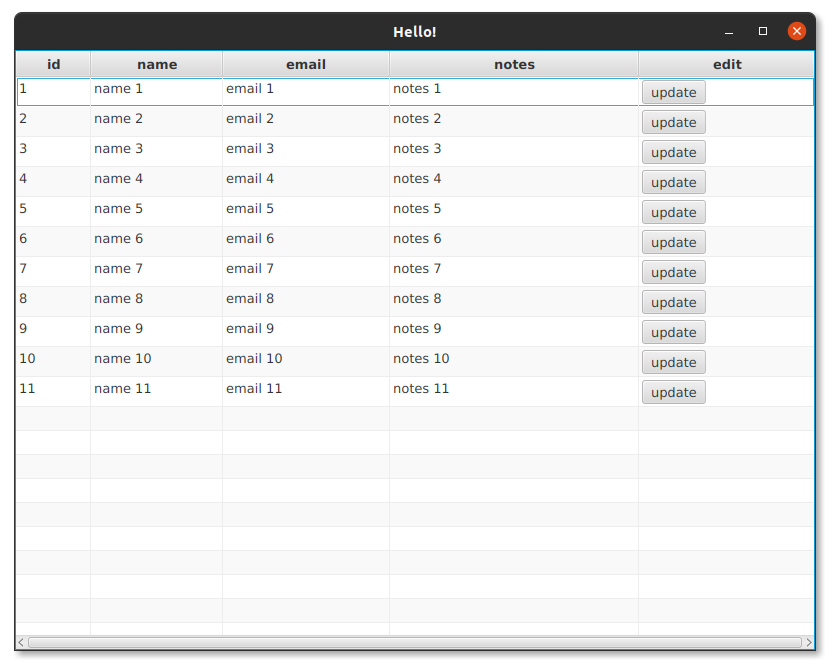 Hello!
id name email notes edit
1 name 1 email 1 notes 1 update
2 name 2 email 2 notes 2 update
3 name 3 email 3 notes 3 update
4 name 4 email 4 notes 4 update
5 name 5 email 5 notes 5 update
6 name 6 email 6 notes 6 update
7 name 7 email 7 notes 7 update
8 name 8 email 8 notes 8 update
9 name 9 email 9 notes 9 update
10 name 10 email 10 notes 10 update
11 name 11 email 11 notes 11 update